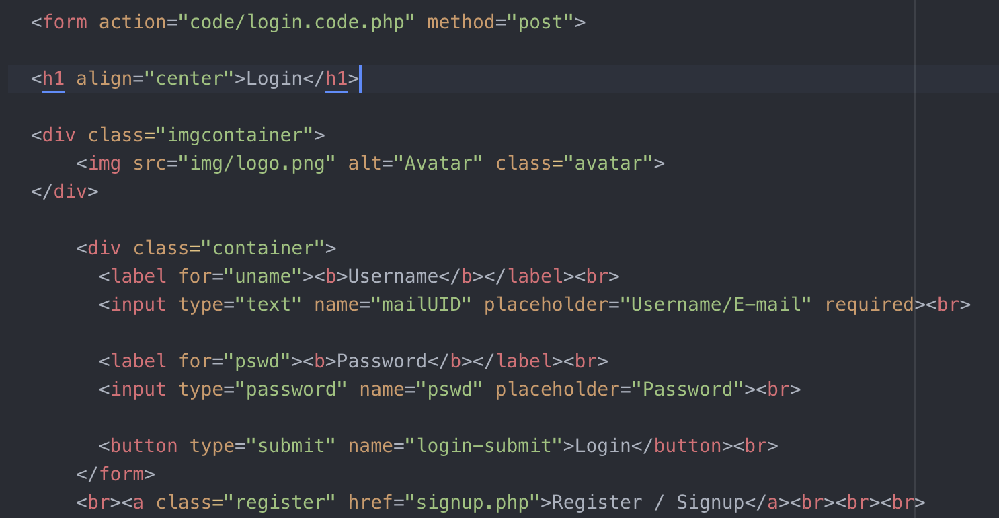 <form action="code/login.code.php" method="post">
<h1 align="center">Login</h1>
<div class="imgcontainer">
<img src="img/logo.png" alt="Avatar" class="avatar">
</div>
<div class="container">
<label for="uname"><b>Username</b></label><br>
<input type="text" name="mailUID" placeholder="Username/E-mail" required><br>
<label for="pswd"><b>Password</b></label><br>
<input type="password" name="pswd" placeholder="Password"><br>
<button type="submit" name="login-submit">Login</button><br>
</form>
<br><a class="register" href="signup.php">Register / Signup</a><br><br><br>